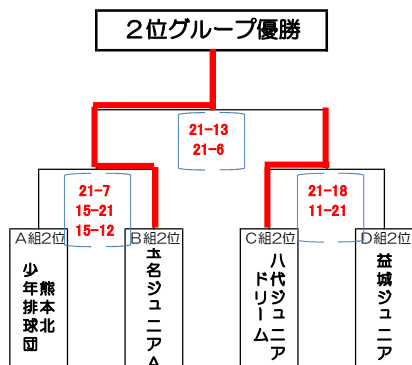 ２位グループ優勝
21-13
21-6
21-7
15-21
15-12
21-18
11-21
Ａ組2位
Ｂ組2位
Ｃ組2位
Ｄ組2位
熊本北
少年排球団
玉名ジュニアA
八代ジュニア
ドリーム
益城ジュニア